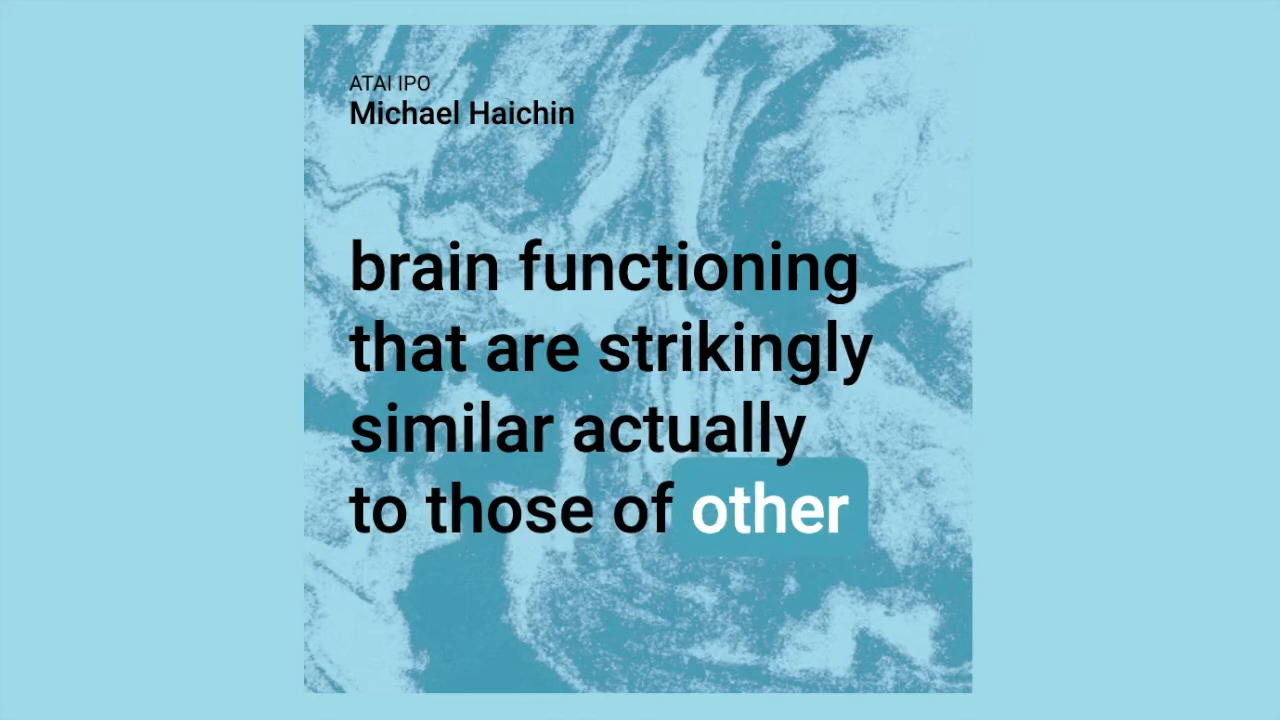 ATAI IPO
Michael Haichin
brain functioning
that are strikingly
similar actually
to those of other